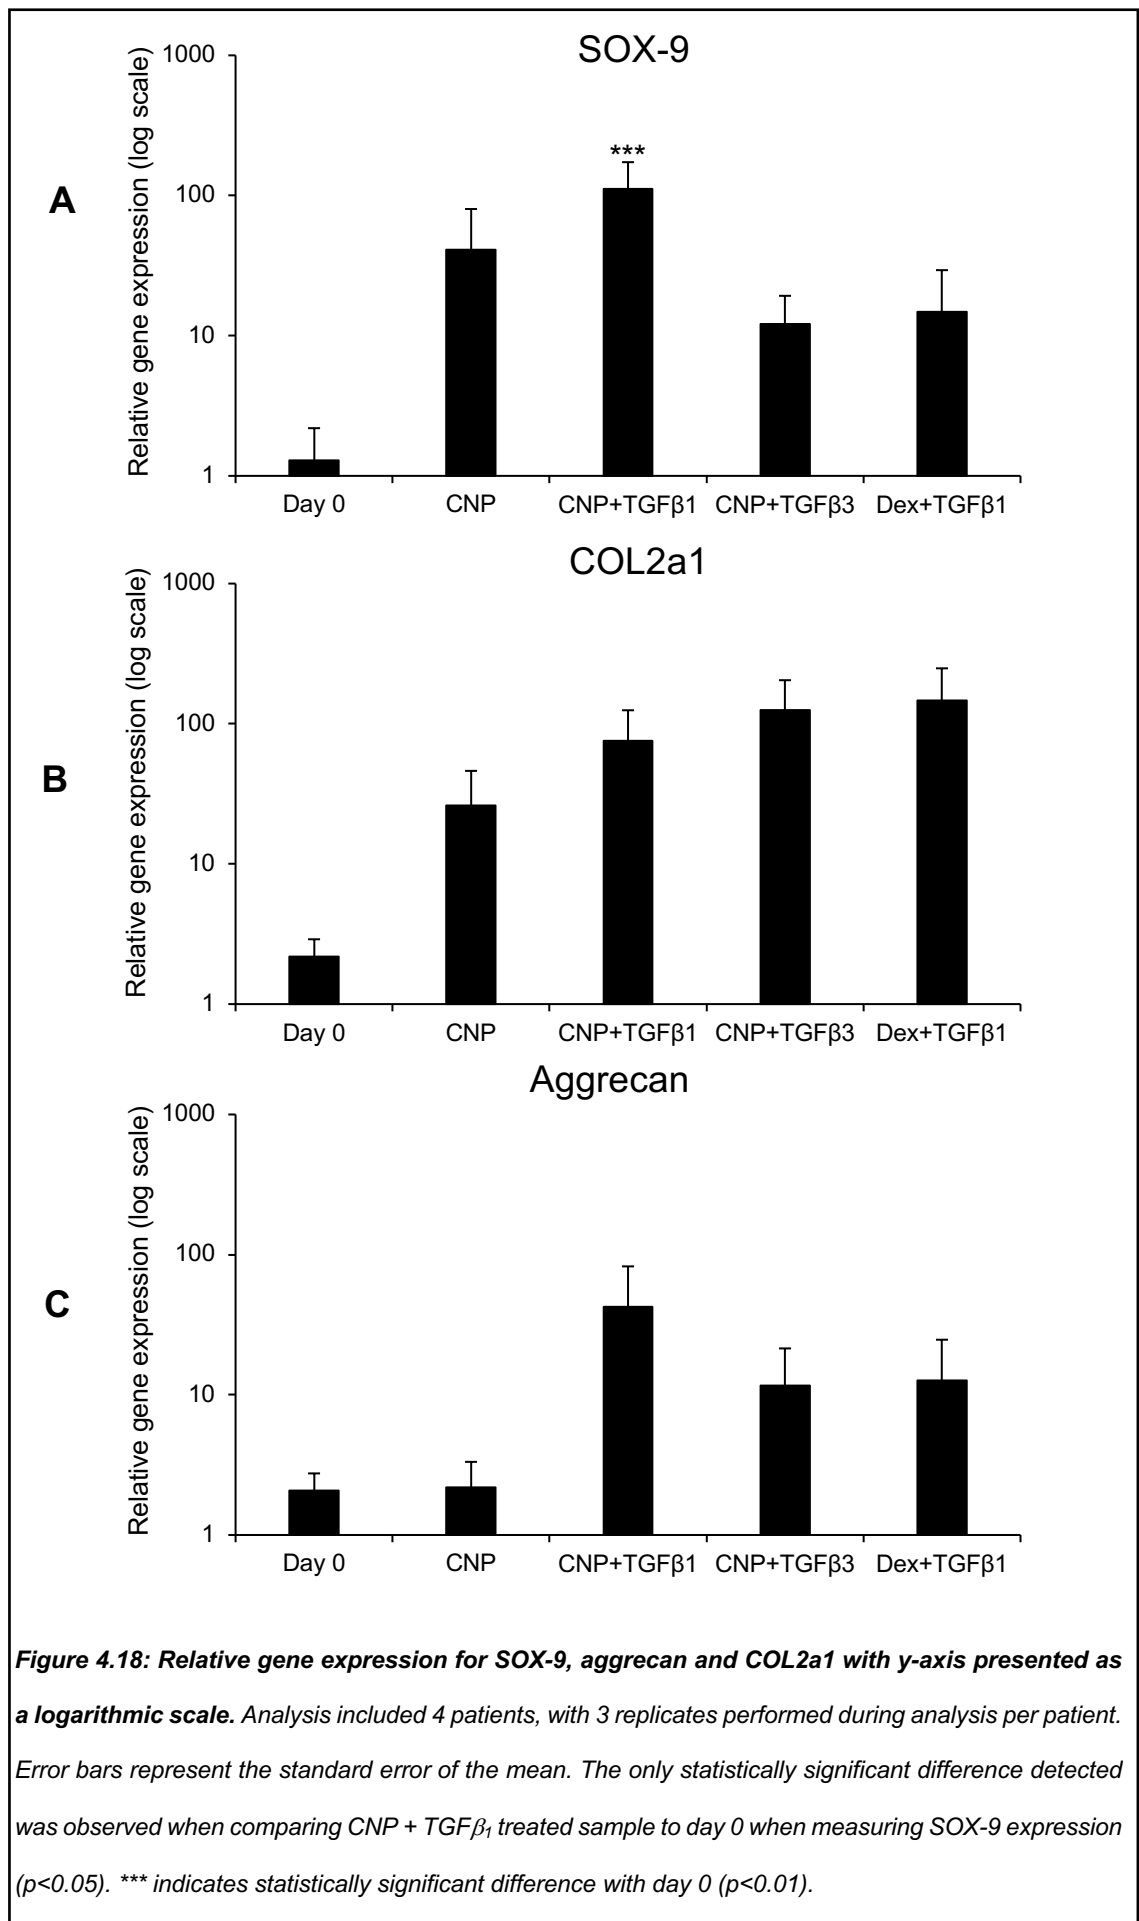 SOX-9
A
Relative gene expression (log scale)
1000
100
10
1
***
Day 0
CNP
CNP+TGFβ1
CNP+TGFβ3
Dex+TGFβ1
COL2a1
B
Relative gene expression (log scale)
1000
100
10
1
Day 0
CNP
CNP+TGFβ1
CNP+TGFβ3
Dex+TGFβ1
Aggrecan
C
Relative gene expression (log scale)
1000
100
10
1
Day 0
CNP
CNP+TGFβ1
CNP+TGFβ3
Dex+TGFβ1
Figure 4.18: Relative gene expression for SOX-9, aggrecan and COL2a1 with y-axis presented as
a logarithmic scale. Analysis included 4 patients, with 3 replicates performed during analysis per patient.
Error bars represent the standard error of the mean. The only statistically significant difference detected
was observed when comparing CNP + TGFβ₁ treated sample to day 0 when measuring SOX-9 expression
(p<0.05). *** indicates statistically significant difference with day 0 (p<0.01).